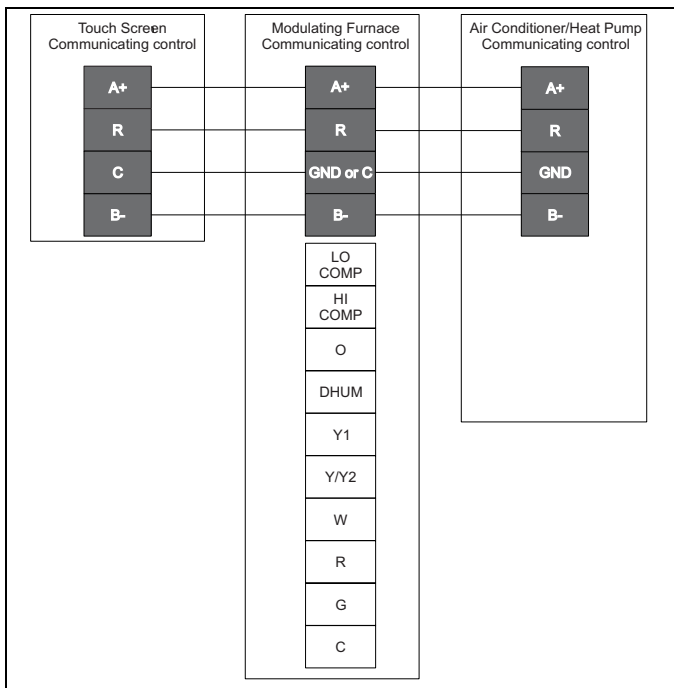 Touch Screen
Communicating control
A+
R
C
B-
Modulating Furnace
Communicating control
A+
R
GND or C
B-
LO
COMP
HI
COMP
O
DHUM
Y1
Y/Y2
W
R
G
C
Air Conditioner/Heat Pump
Communicating control
A+
R
GND
B-